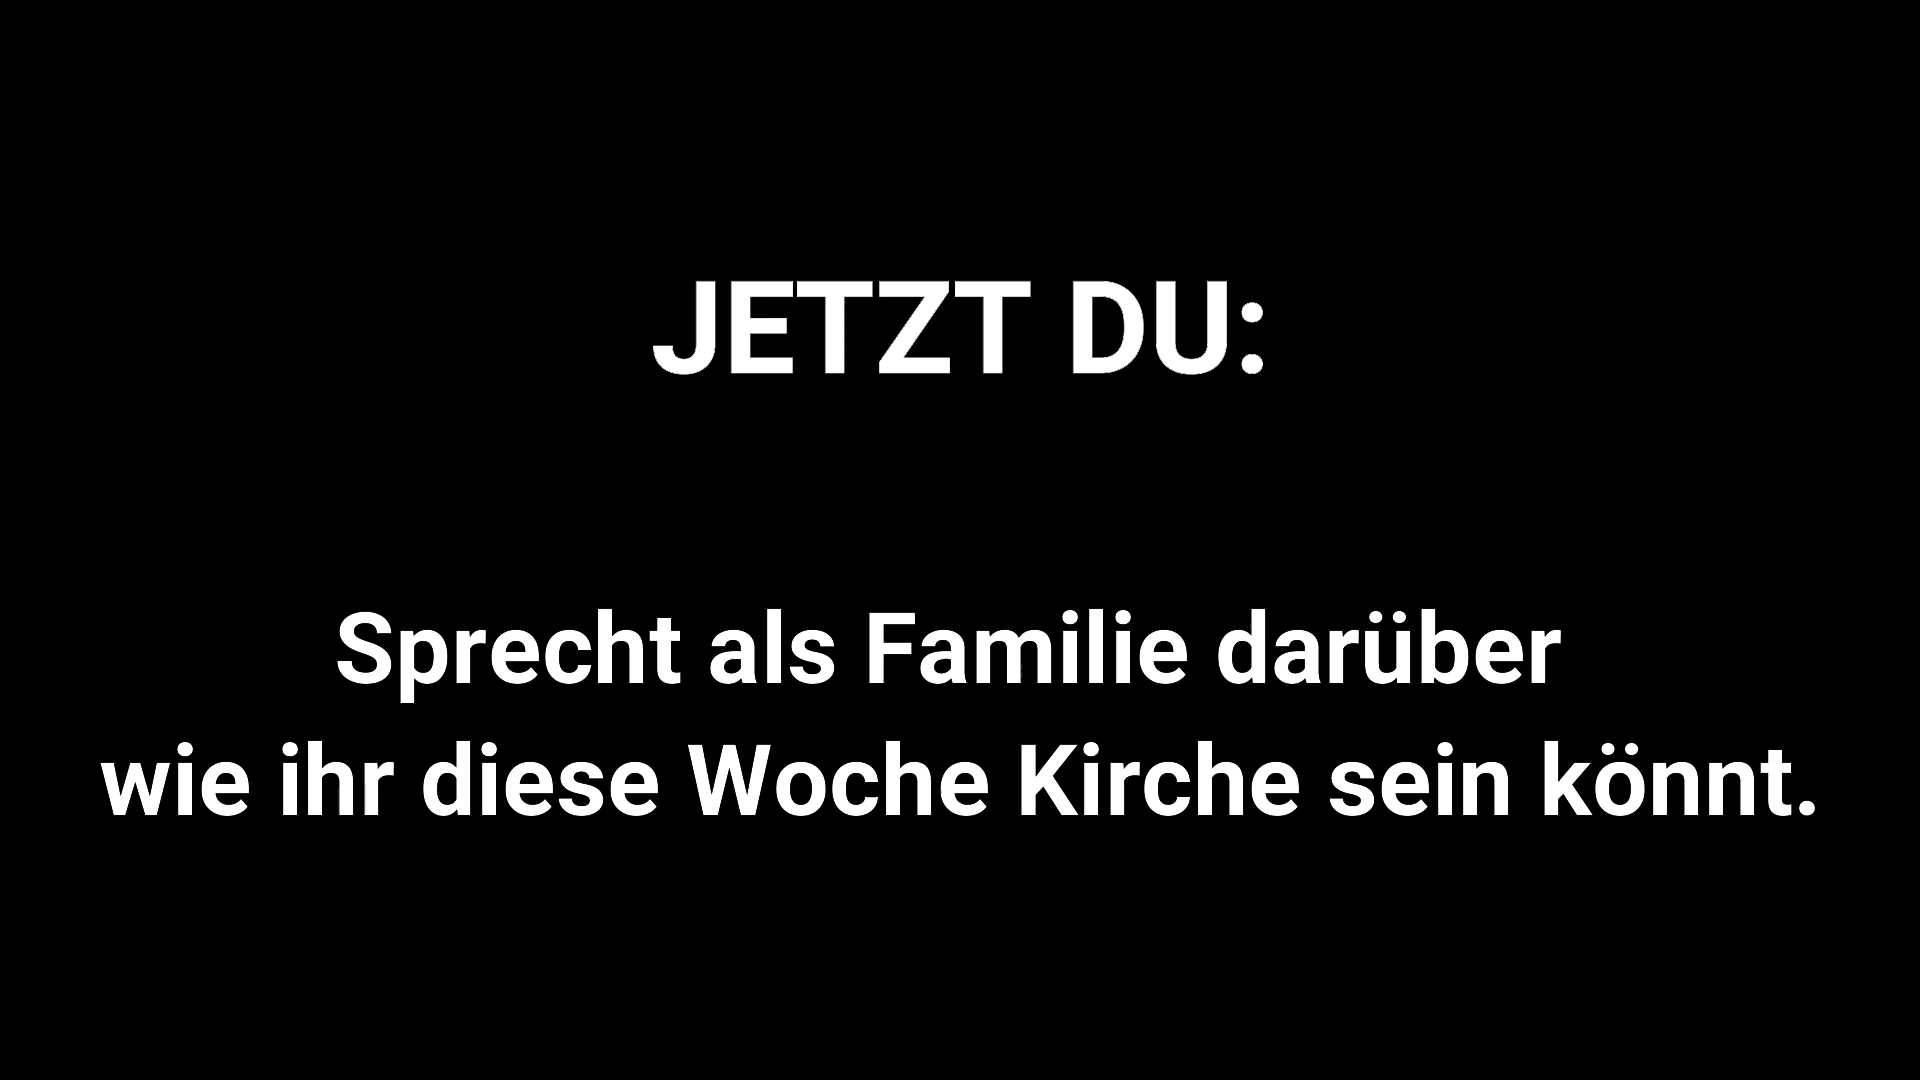 JETZT DU:
Sprecht als Familie darüber
wie ihr diese Woche Kirche sein könnt.